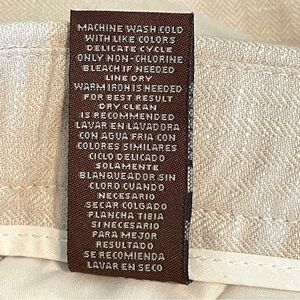 MACHINE WASH COLD
WITH LIKE COLORS
DELICATE CYCLE
ONLY NON-CHLORINE
BLEACH IF NEEDED
LINE DRY
WARM IRON IS NEEDED
FOR BEST RESULT
DRY CLEAN
IS RECOMMENDED
LAVAR EN LAVADORA
CON AGUA FRIA CON
COLORES SIMILARES
CICLO DELICADO
SOLAMENTE
BLANQUEADOR SIN
CLORO CUANDO
NECESARIO
SECAR COLGADO
PLANCHA TIBIA
SI NECESARIO
PARA MEJOR
RESULTADO
SE RECOMIENDA
LAVAR EN SECO